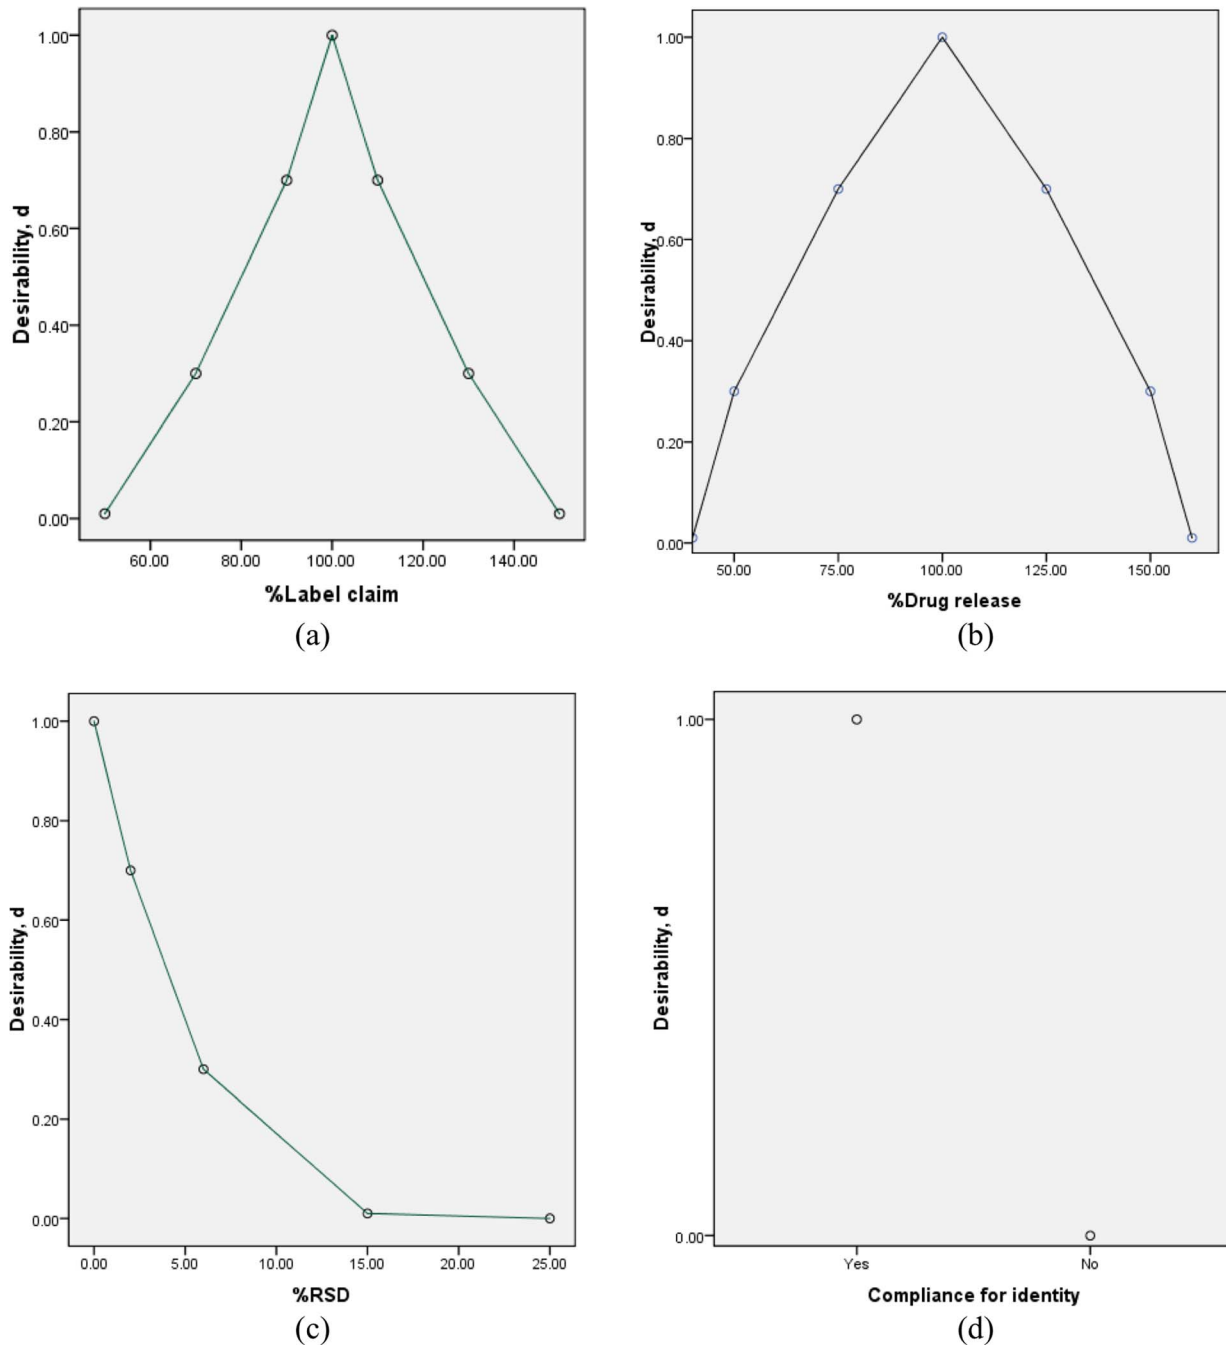 1.00
0.80
0.60
0.40
0.20
0.00
Desirability, d
60.00 80.00 100.00 120.00 140.00
%Label claim
(a)
1.00
0.80
0.60
0.40
0.20
0.00
Desirability, d
50.00 75.00 100.00 125.00 150.00
%Drug release
(b)
1.00
0.80
0.60
0.40
0.20
0.00
Desirability, d
0.00 5.00 10.00 15.00 20.00 25.00
%RSD
(c)
1.00
0.00
Desirability, d
Yes No
Compliance for identity
(d)